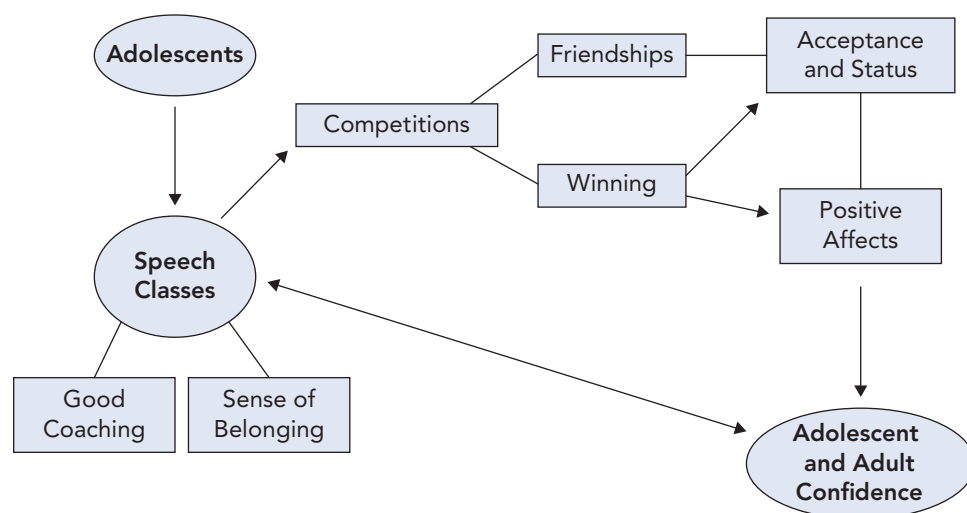 Adolescents
Friendships
Acceptance
and Status
Competitions
Winning
Positive
Affects
Speech
Classes
Good
Coaching
Sense of
Belonging
Adolescent
and Adult
Confidence